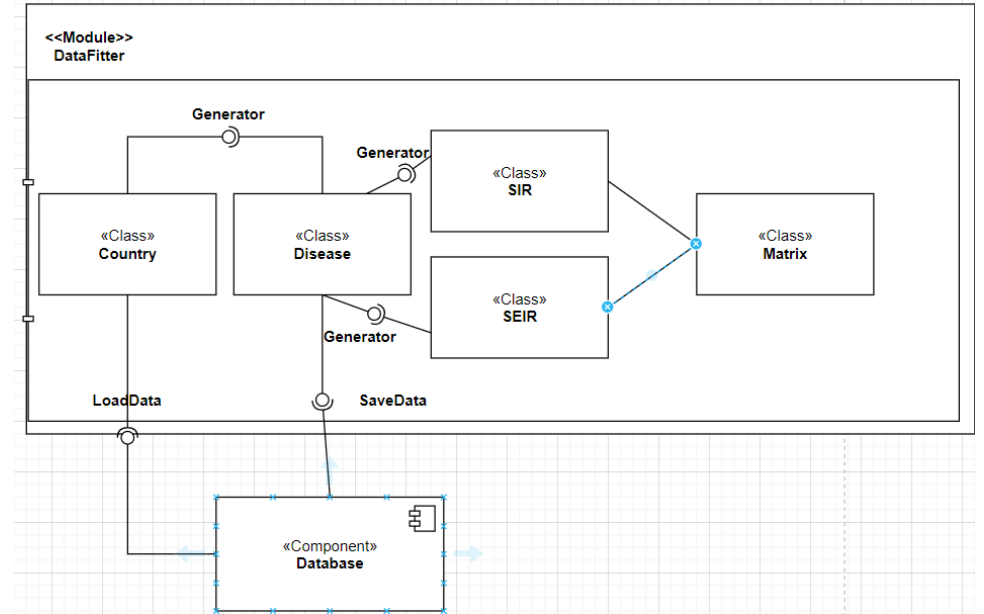 <<Module>>
DataFitter
Generator
Generator
«Class»
SIR
«Class»
Country
«Class»
Disease
«Class»
Matrix
«Class»
SEIR
Generator
LoadData
SaveData
«Component»
Database